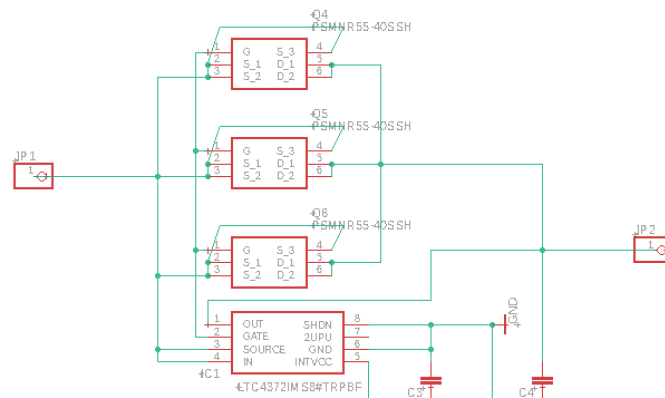 Q4
PSMNR55-40SSH
1 G S_3 4
2 S_1 D_1 5
3 S_2 D_2 6
Q5
PSMNR55-40SSH
1 G S_3 4
2 S_1 D_1 5
3 S_2 D_2 6
JP1
1
Q6
PSMNR55-40SSH
1 G S_3 4
2 S_1 D_1 5
3 S_2 D_2 6
JP2
1
GND
1 OUT SHDN 8
2 GATE 2UPU 7
3 SOURCE GND 6
4 IN INTVCC 5
IC1
LTC4372IMS8#TRPBF
C3
C4